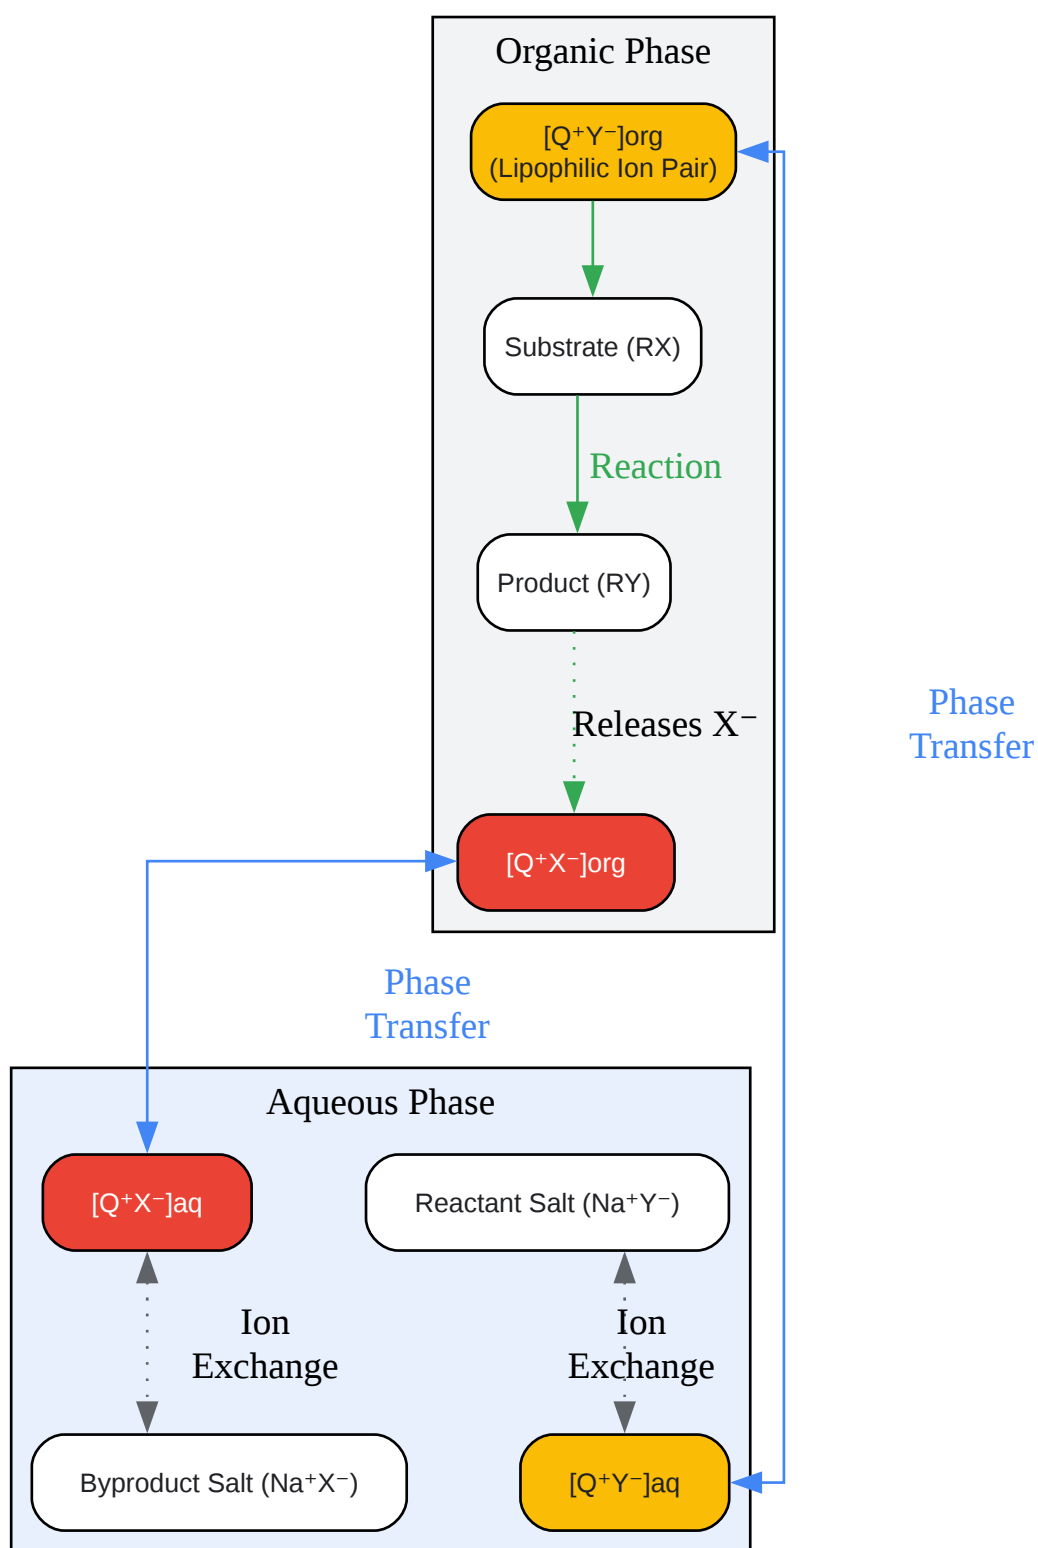 Organic Phase
[Q⁺Y⁻]org
(Lipophilic Ion Pair)
Substrate (RX)
Reaction
Product (RY)
Releases X⁻
Phase
Transfer
[Q⁺X⁻]org
Phase
Transfer
Aqueous Phase
[Q⁺X⁻]aq
Reactant Salt (Na⁺Y⁻)
Ion
Exchange
Ion
Exchange
Byproduct Salt (Na⁺X⁻)
[Q⁺Y⁻]aq